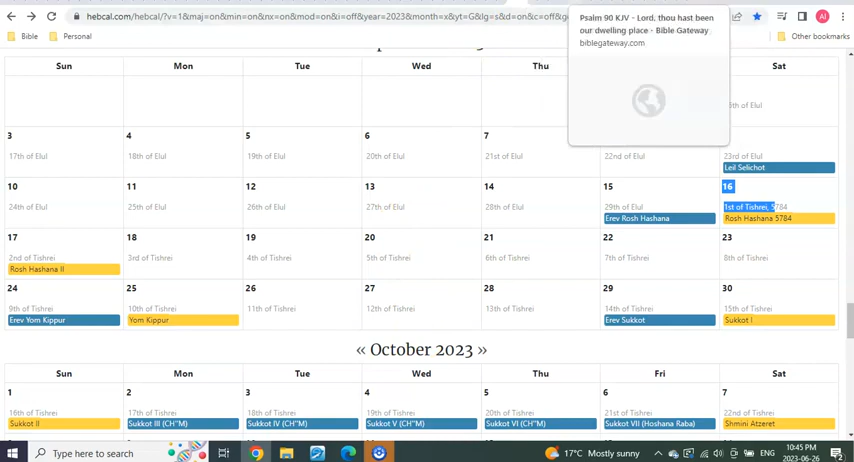 hebcal.com/hebcal/?v=1&maj=on&min=on&nx=on&mod=on&i=off&year=2023&month=x&yt=G&lg=s&d=on&c=off&ge
Bible
Personal
Other bookmarks
Psalm 90 KJV - Lord, thou hast been
our dwelling place - Bible Gateway
biblegateway.com
Sun Mon Tue Wed Thu Sat
of Elul
3 4 5 6 7
17th of Elul 18th of Elul 19th of Elul 20th of Elul 21st of Elul 22nd of Elul 23rd of Elul
Leil Selichot
10 11 12 13 14 15 16
24th of Elul 25th of Elul 26th of Elul 27th of Elul 28th of Elul 29th of Elul 1st of Tishrei, 5784
Erev Rosh Hashana Rosh Hashana 5784
17 18 19 20 21 22 23
2nd of Tishrei 3rd of Tishrei 4th of Tishrei 5th of Tishrei 6th of Tishrei 7th of Tishrei 8th of Tishrei
Rosh Hashana II
24 25 26 27 28 29 30
9th of Tishrei 10th of Tishrei 11th of Tishrei 12th of Tishrei 13th of Tishrei 14th of Tishrei 15th of Tishrei
Erev Yom Kippur Yom Kippur Erev Sukkot Sukkot I
« October 2023 »
Sun Mon Tue Wed Thu Fri Sat
1 2 3 4 5 6 7
16th of Tishrei 17th of Tishrei 18th of Tishrei 19th of Tishrei 20th of Tishrei 21st of Tishrei 22nd of Tishrei
Sukkot II Sukkot III (CH"M) Sukkot IV (CH"M) Sukkot V (CH"M) Sukkot VI (CH"M) Sukkot VII (Hoshana Raba) Shmini Atzeret
Type here to search
17°C Mostly sunny
ENG
10:45 PM
2023-06-26